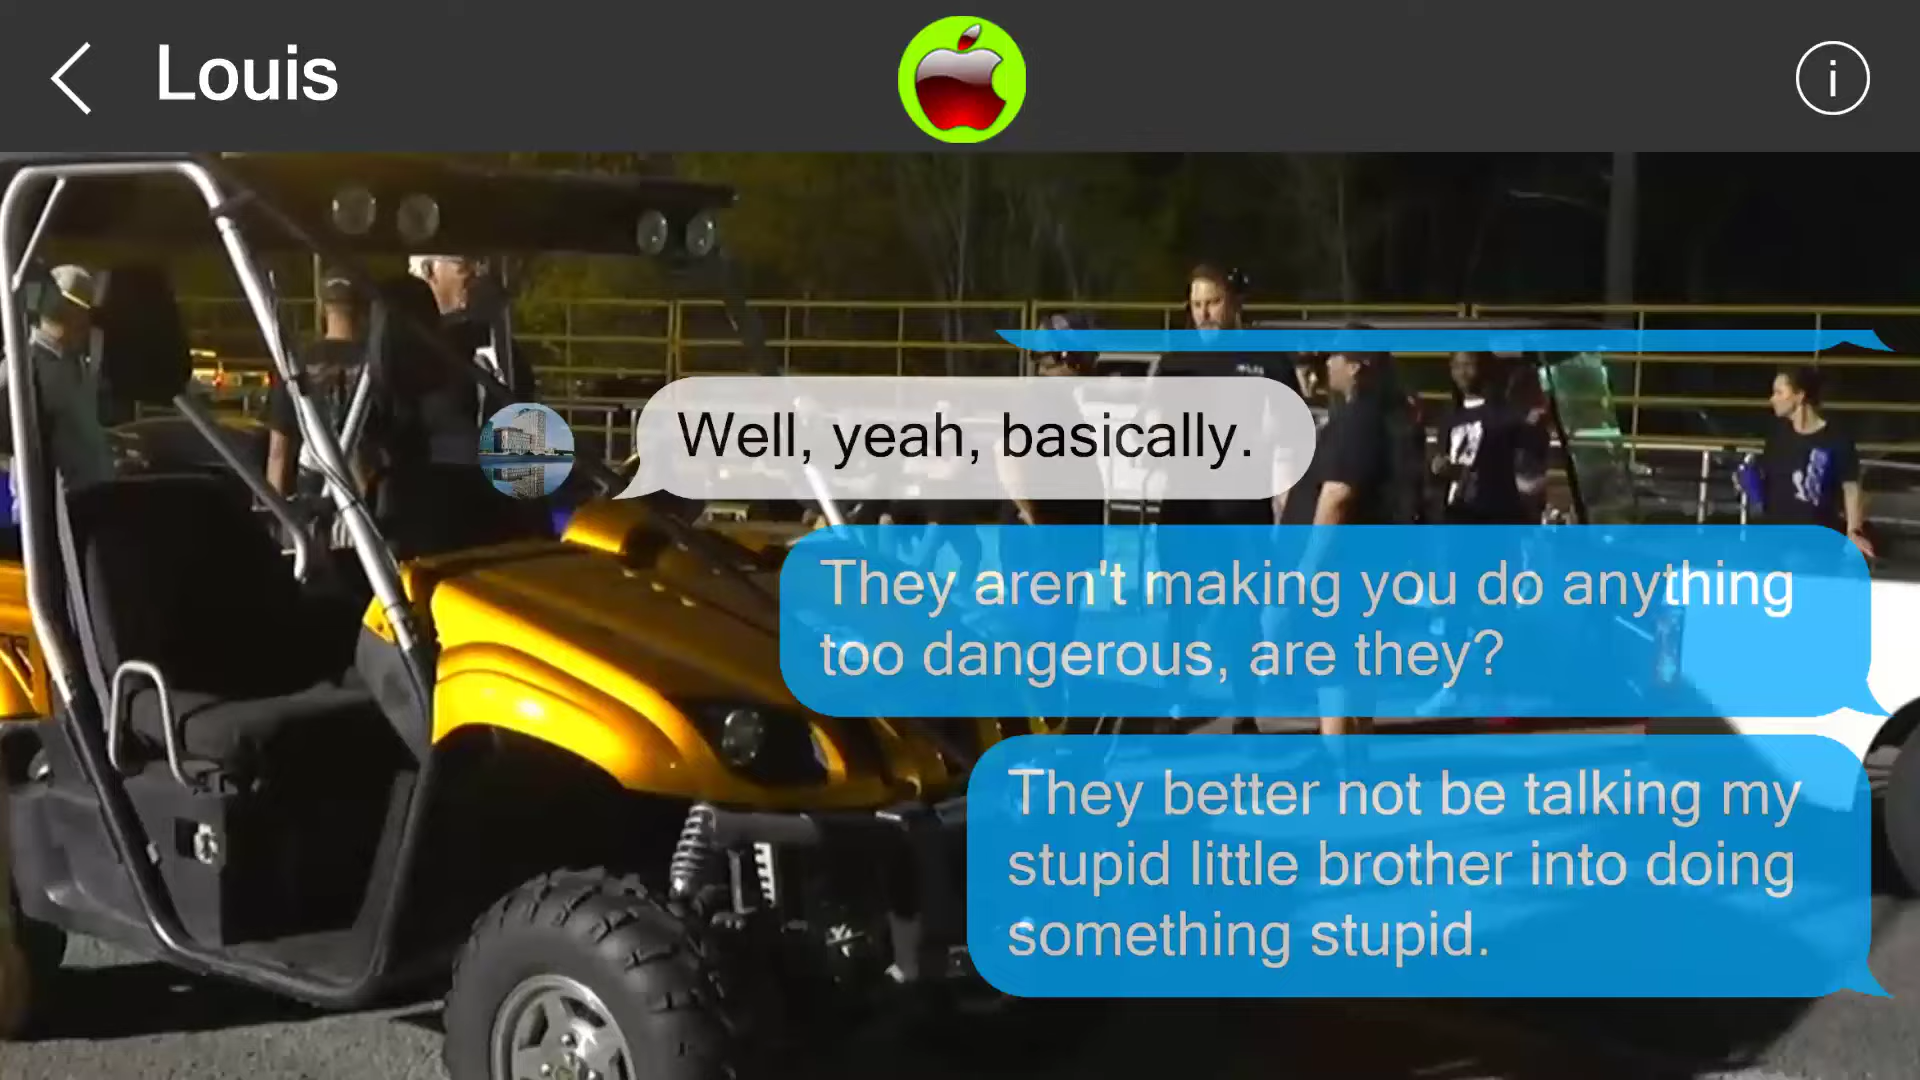 Louis
i
Well, yeah, basically.
They aren't making you do anything
too dangerous, are they?
They better not be talking my
stupid little brother into doing
something stupid.